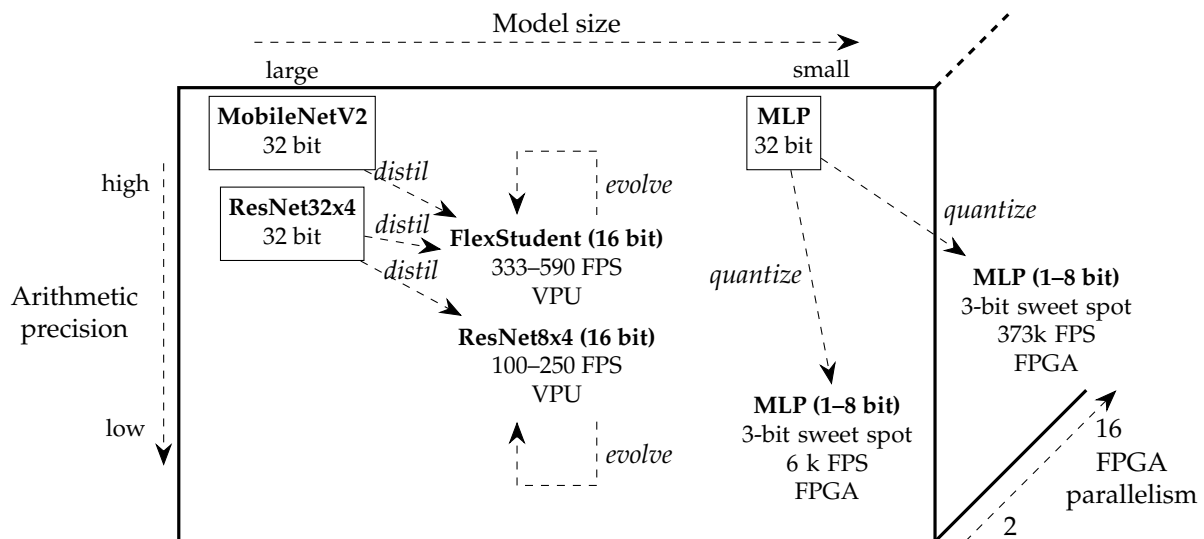 Model size
large
small
MobileNetV2
32 bit
MLP
32 bit
high
distil
evolve
ResNet32x4
32 bit
distil
distil
quantize
FlexStudent (16 bit)
333–590 FPS
VPU
quantize
MLP (1–8 bit)
3-bit sweet spot
373k FPS
FPGA
Arithmetic
precision
ResNet8x4 (16 bit)
100–250 FPS
VPU
low
MLP (1–8 bit)
3-bit sweet spot
6 k FPS
FPGA
evolve
16
FPGA
parallelism
2